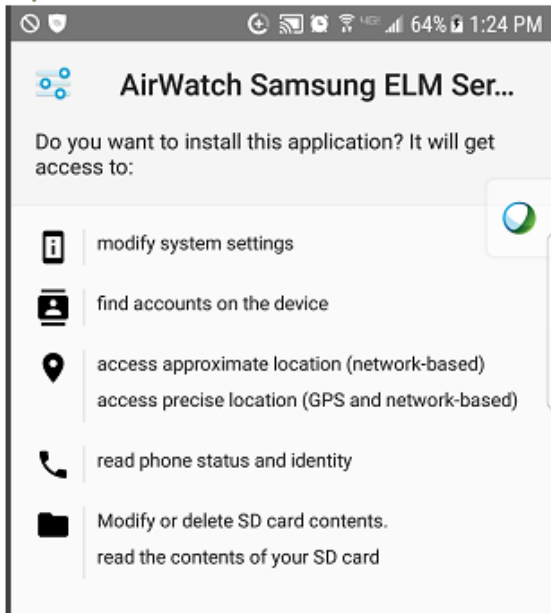 64% 1:24 PM
AirWatch Samsung ELM Ser...
Do you want to install this application? It will get
access to:
modify system settings
find accounts on the device
access approximate location (network-based)
access precise location (GPS and network-based)
read phone status and identity
Modify or delete SD card contents.
read the contents of your SD card